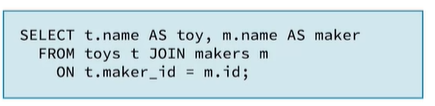 SELECT t.name AS toy, m.name AS maker
FROM toys t JOIN makers m
ON t.maker_id = m.id;